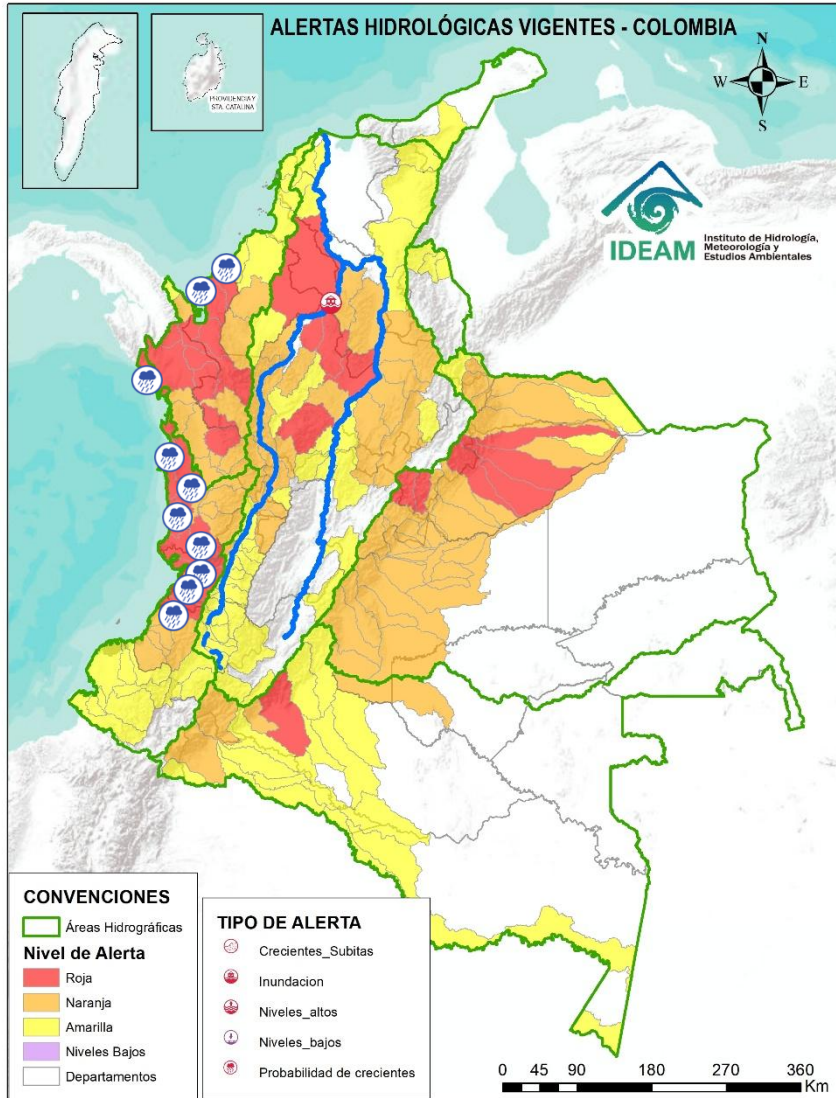 ALERTAS HIDROLÓGICAS VIGENTES - COLOMBIA
PROVIDENCIA Y
STA. CATALINA
N
W
E
S
IDEAM
Instituto de Hidrología,
Meteorología y
Estudios Ambientales
CONVENCIONES
Áreas Hidrográficas
Nivel de Alerta
Roja
Naranja
Amarilla
Niveles Bajos
Departamentos
TIPO DE ALERTA
Crecientes_Subitas
Inundacion
Niveles_altos
Niveles_bajos
Probabilidad de crecientes
0 45 90 180 270 360
Km